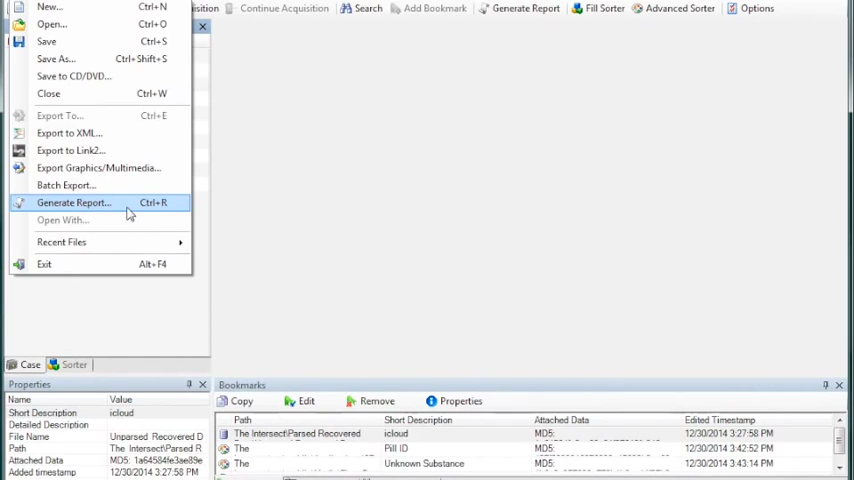 New... Ctrl+N
isition Continue Acquisition Search Add Bookmark Generate Report Fill Sorter Advanced Sorter Options
Open... Ctrl+O
Save Ctrl+S
Save As... Ctrl+Shift+S
Save to CD/DVD...
Close Ctrl+W
Export To... Ctrl+E
Export to XML...
Export to Link2...
Export Graphics/Multimedia...
Batch Export...
Generate Report... Ctrl+R
Open With...
Recent Files
Exit Alt+F4
Case Sorter
Properties
Name Value
Short Description icloud
Detailed Description
File Name Unparsed Recovered D
Path The Intersect\Parsed R
Attached Data MD5: 1a64584fe3ae89e
Added timestamp 12/30/2014 3:27:58 PM
Bookmarks
Copy Edit Remove Properties
Path Short Description Attached Data Edited Timestamp
The Intersect\Parsed Recovered icloud MD5: 12/30/2014 3:27:58 PM
The Pill ID MD5: 12/30/2014 3:42:52 PM
The Unknown Substance MD5: 12/30/2014 3:43:14 PM